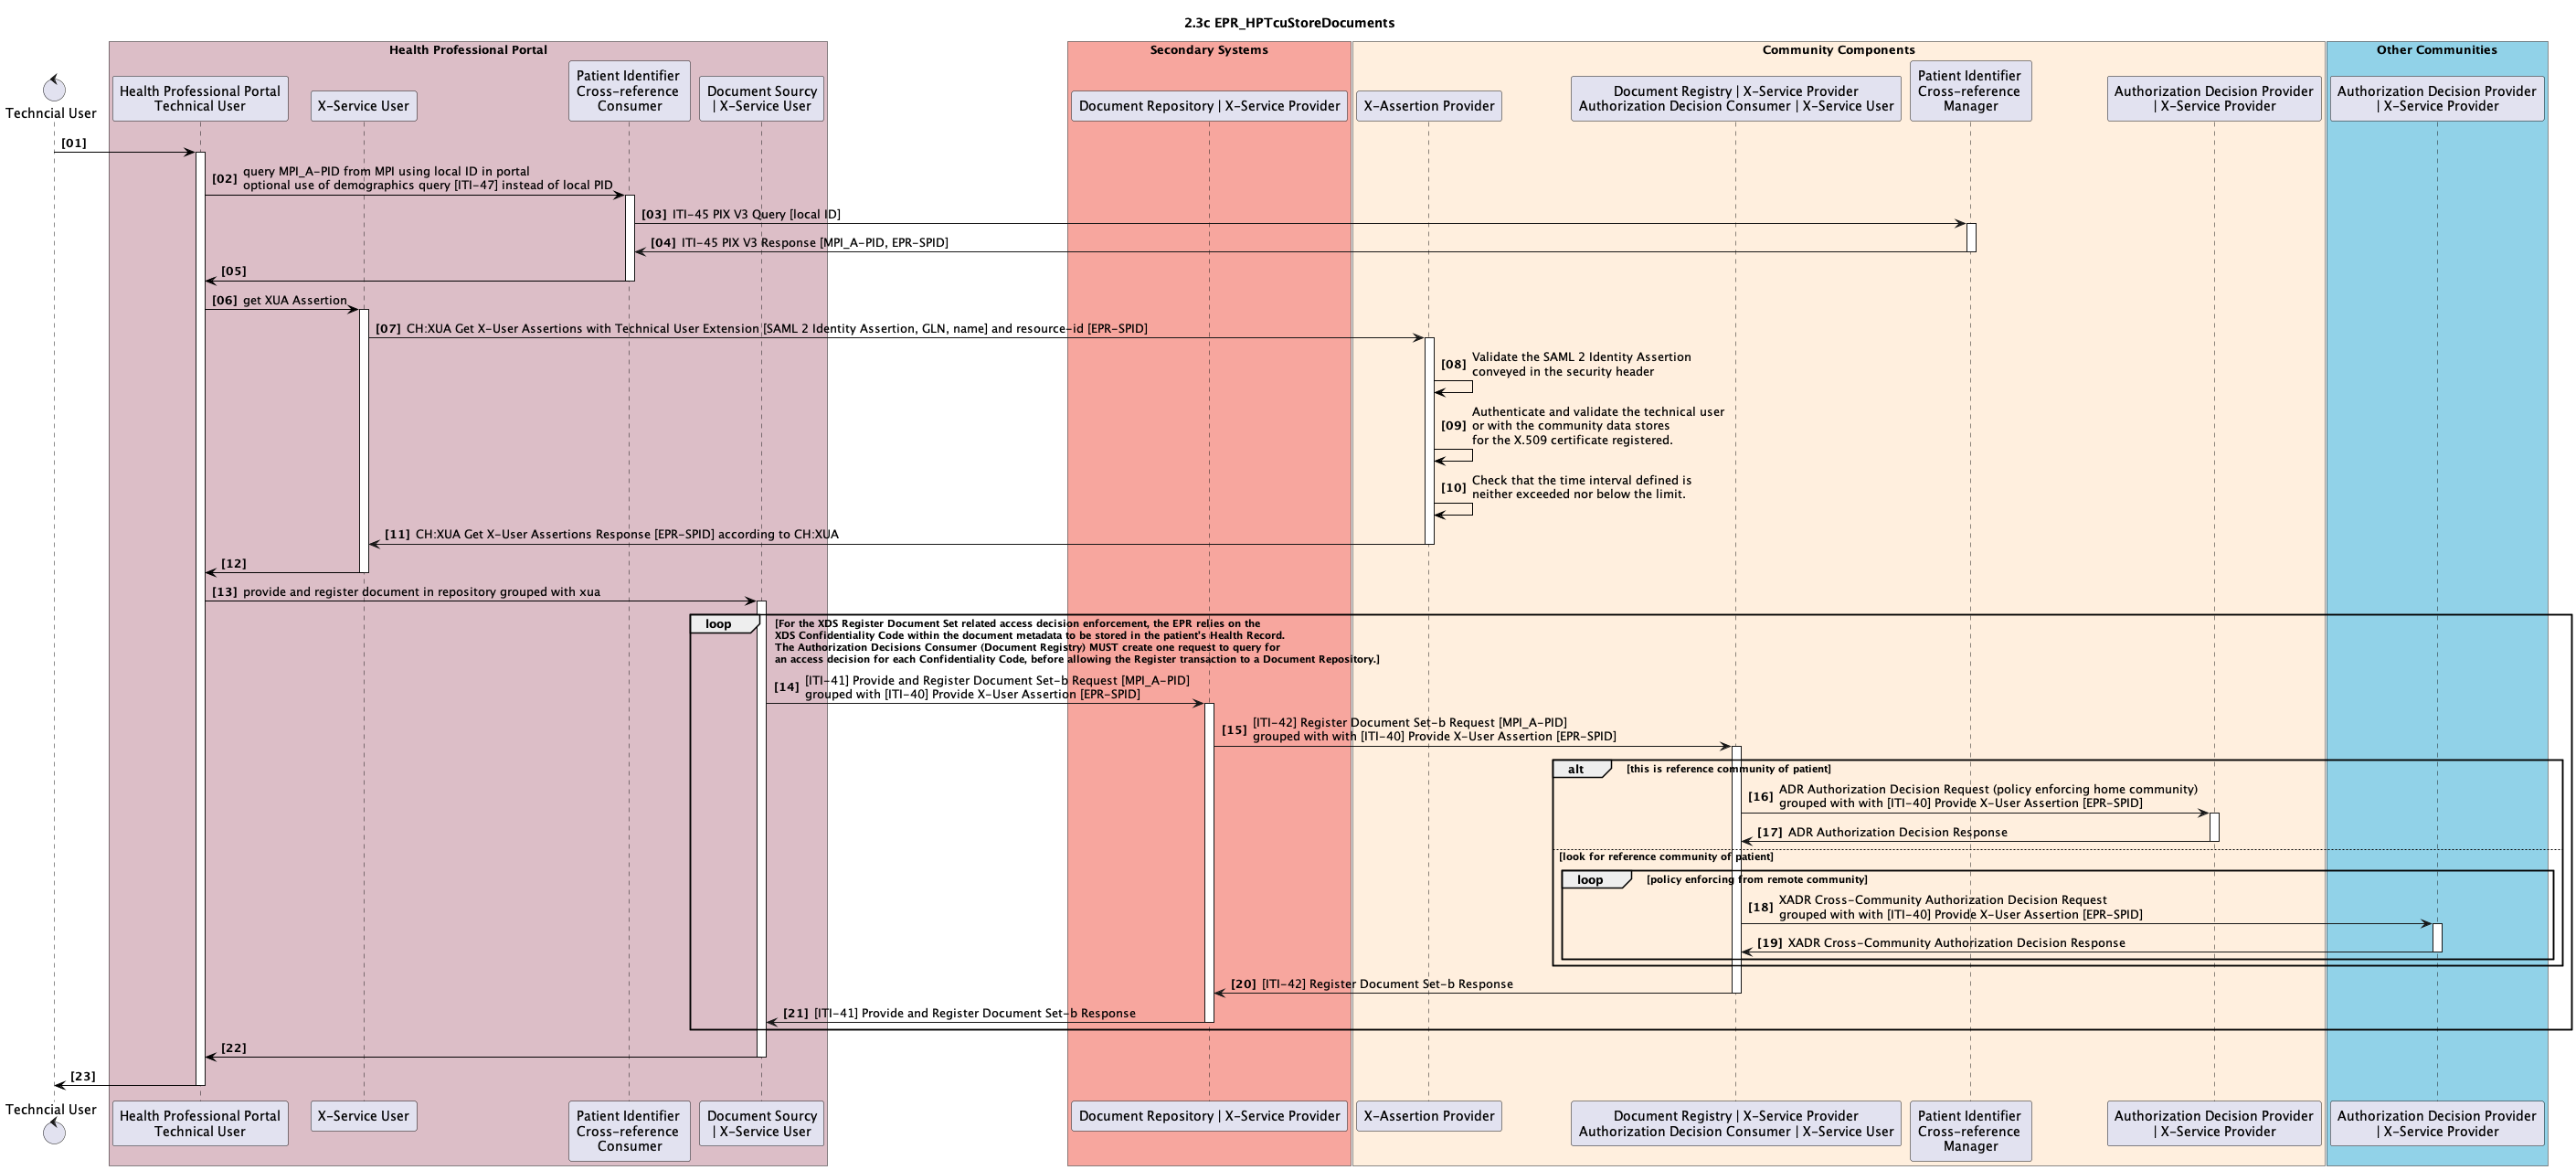 2.3c EPR_HPTcuStoreDocuments
Health Professional Portal
Secondary Systems
Community Components
Other Communities
Techncial User
Health Professional Portal
Technical User
X-Service User
Patient Identifier
Cross-reference
Consumer
Document Sourcy
| X-Service User
Document Repository | X-Service Provider
X-Assertion Provider
Document Registry | X-Service Provider
Authorization Decision Consumer | X-Service User
Patient Identifier
Cross-reference
Manager
Authorization Decision Provider
| X-Service Provider
Authorization Decision Provider
| X-Service Provider
[01]
[02] query MPI_A-PID from MPI using local ID in portal
optional use of demographics query [ITI-47] instead of local PID
[03] ITI-45 PIX V3 Query [local ID]
[04] ITI-45 PIX V3 Response [MPI_A-PID, EPR-SPID]
[05]
[06] get XUA Assertion
[07] CH:XUA Get X-User Assertions with Technical User Extension [SAML 2 Identity Assertion, GLN, name] and resource-id [EPR-SPID]
[08] Validate the SAML 2 Identity Assertion
conveyed in the security header
[09] Authenticate and validate the technical user
or with the community data stores
for the X.509 certificate registered.
[10] Check that the time interval defined is
neither exceeded nor below the limit.
[11] CH:XUA Get X-User Assertions Response [EPR-SPID] according to CH:XUA
[12]
[13] provide and register document in repository grouped with xua
loop [For the XDS Register Document Set related access decision enforcement, the EPR relies on the
XDS Confidentiality Code within the document metadata to be stored in the patient's Health Record.
The Authorization Decisions Consumer (Document Registry) MUST create one request to query for
an access decision for each Confidentiality Code, before allowing the Register transaction to a Document Repository.]
[14] [ITI-41] Provide and Register Document Set-b Request [MPI_A-PID]
grouped with [ITI-40] Provide X-User Assertion [EPR-SPID]
[15] [ITI-42] Register Document Set-b Request [MPI_A-PID]
grouped with with [ITI-40] Provide X-User Assertion [EPR-SPID]
alt [this is reference community of patient]
[16] ADR Authorization Decision Request (policy enforcing home community)
grouped with with [ITI-40] Provide X-User Assertion [EPR-SPID]
[17] ADR Authorization Decision Response
[look for reference community of patient]
loop [policy enforcing from remote community]
[18] XADR Cross-Community Authorization Decision Request
grouped with with [ITI-40] Provide X-User Assertion [EPR-SPID]
[19] XADR Cross-Community Authorization Decision Response
[20] [ITI-42] Register Document Set-b Response
[21] [ITI-41] Provide and Register Document Set-b Response
[22]
[23]
Techncial User
Health Professional Portal
Technical User
X-Service User
Patient Identifier
Cross-reference
Consumer
Document Sourcy
| X-Service User
Document Repository | X-Service Provider
X-Assertion Provider
Document Registry | X-Service Provider
Authorization Decision Consumer | X-Service User
Patient Identifier
Cross-reference
Manager
Authorization Decision Provider
| X-Service Provider
Authorization Decision Provider
| X-Service Provider